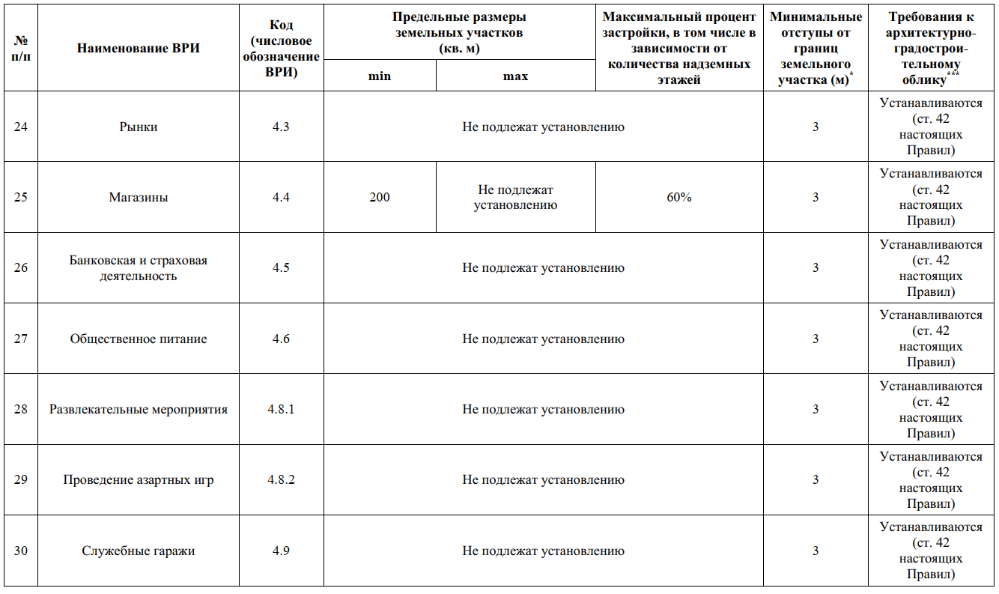 №
п/п
Наименование ВРИ
Код
(числовое
обозначение
ВРИ)
Предельные размеры
земельных участков
(кв. м)
min
max
Максимальный процент
застройки, в том числе в
зависимости от
количества надземных
этажей
Минимальные
отступы от
границ
земельного
участка (м)*
Требования к
архитектурно-
градострои-
тельному
облику***
24
Рынки
4.3
Не подлежат установлению
3
Устанавливаются
(ст. 42
настоящих
Правил)
25
Магазины
4.4
200
Не подлежат
установлению
60%
3
Устанавливаются
(ст. 42
настоящих
Правил)
26
Банковская и страховая
деятельность
4.5
Не подлежат установлению
3
Устанавливаются
(ст. 42
настоящих
Правил)
27
Общественное питание
4.6
Не подлежат установлению
3
Устанавливаются
(ст. 42
настоящих
Правил)
28
Развлекательные мероприятия
4.8.1
Не подлежат установлению
3
Устанавливаются
(ст. 42
настоящих
Правил)
29
Проведение азартных игр
4.8.2
Не подлежат установлению
3
Устанавливаются
(ст. 42
настоящих
Правил)
30
Служебные гаражи
4.9
Не подлежат установлению
3
Устанавливаются
(ст. 42
настоящих
Правил)